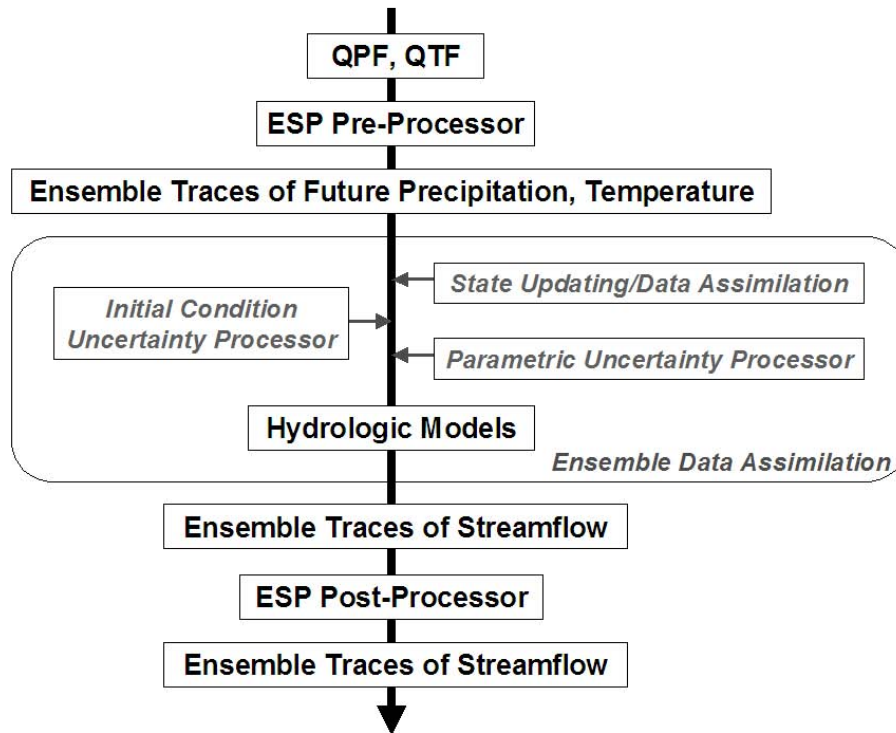 QPF, QTF
ESP Pre-Processor
Ensemble Traces of Future Precipitation, Temperature
State Updating/Data Assimilation
Initial Condition
Uncertainty Processor
Parametric Uncertainty Processor
Hydrologic Models
Ensemble Data Assimilation
Ensemble Traces of Streamflow
ESP Post-Processor
Ensemble Traces of Streamflow